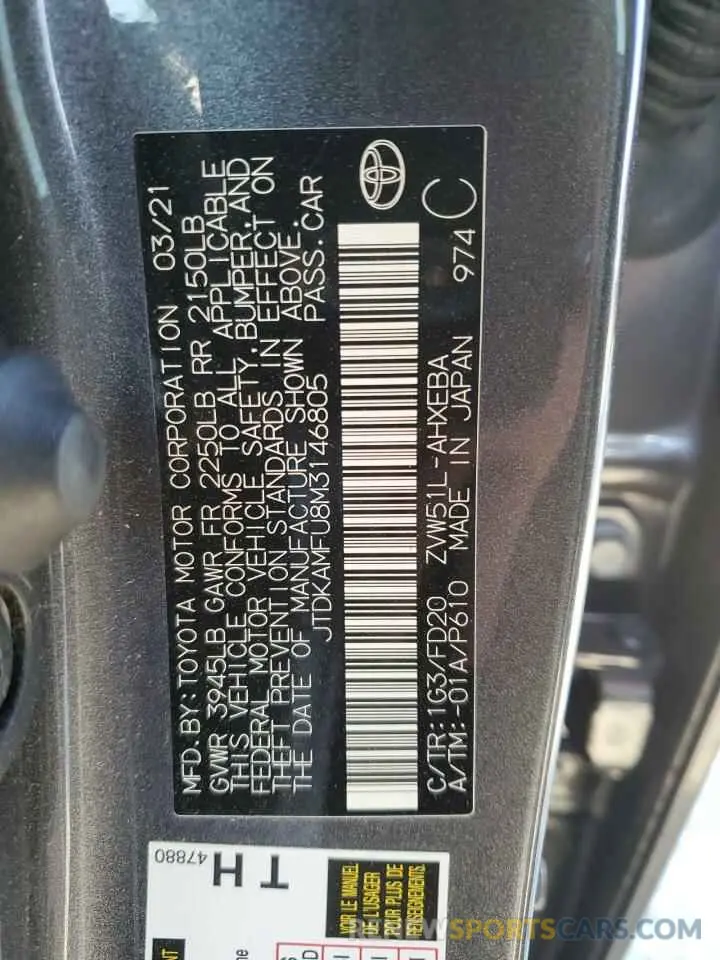 MFD.BY:TOYOTA MOTOR CORPORATION 03/21
GVWR 3945LB GAWR FR 2250LB RR 2150LB
THIS VEHICLE CONFORMS TO ALL APPLICABLE
FEDERAL MOTOR VEHICLE SAFETY,BUMPER,AND
THEFT PREVENTION STANDARDS IN EFFECT ON
THE DATE OF MANUFACTURE SHOWN ABOVE.
JTDKAMFU8M3146805 PASS.CAR
C/TR:1G3/FD20 ZVW51L-AHXEBA 974 C
A/TM:-01A/P610 MADE IN JAPAN
47880
TH
VOIR LE MANUEL
DE L'USAGER
POUR PLUS DE
RENSEIGNEMENTS.
REVIEWSPORTSCARS.COM